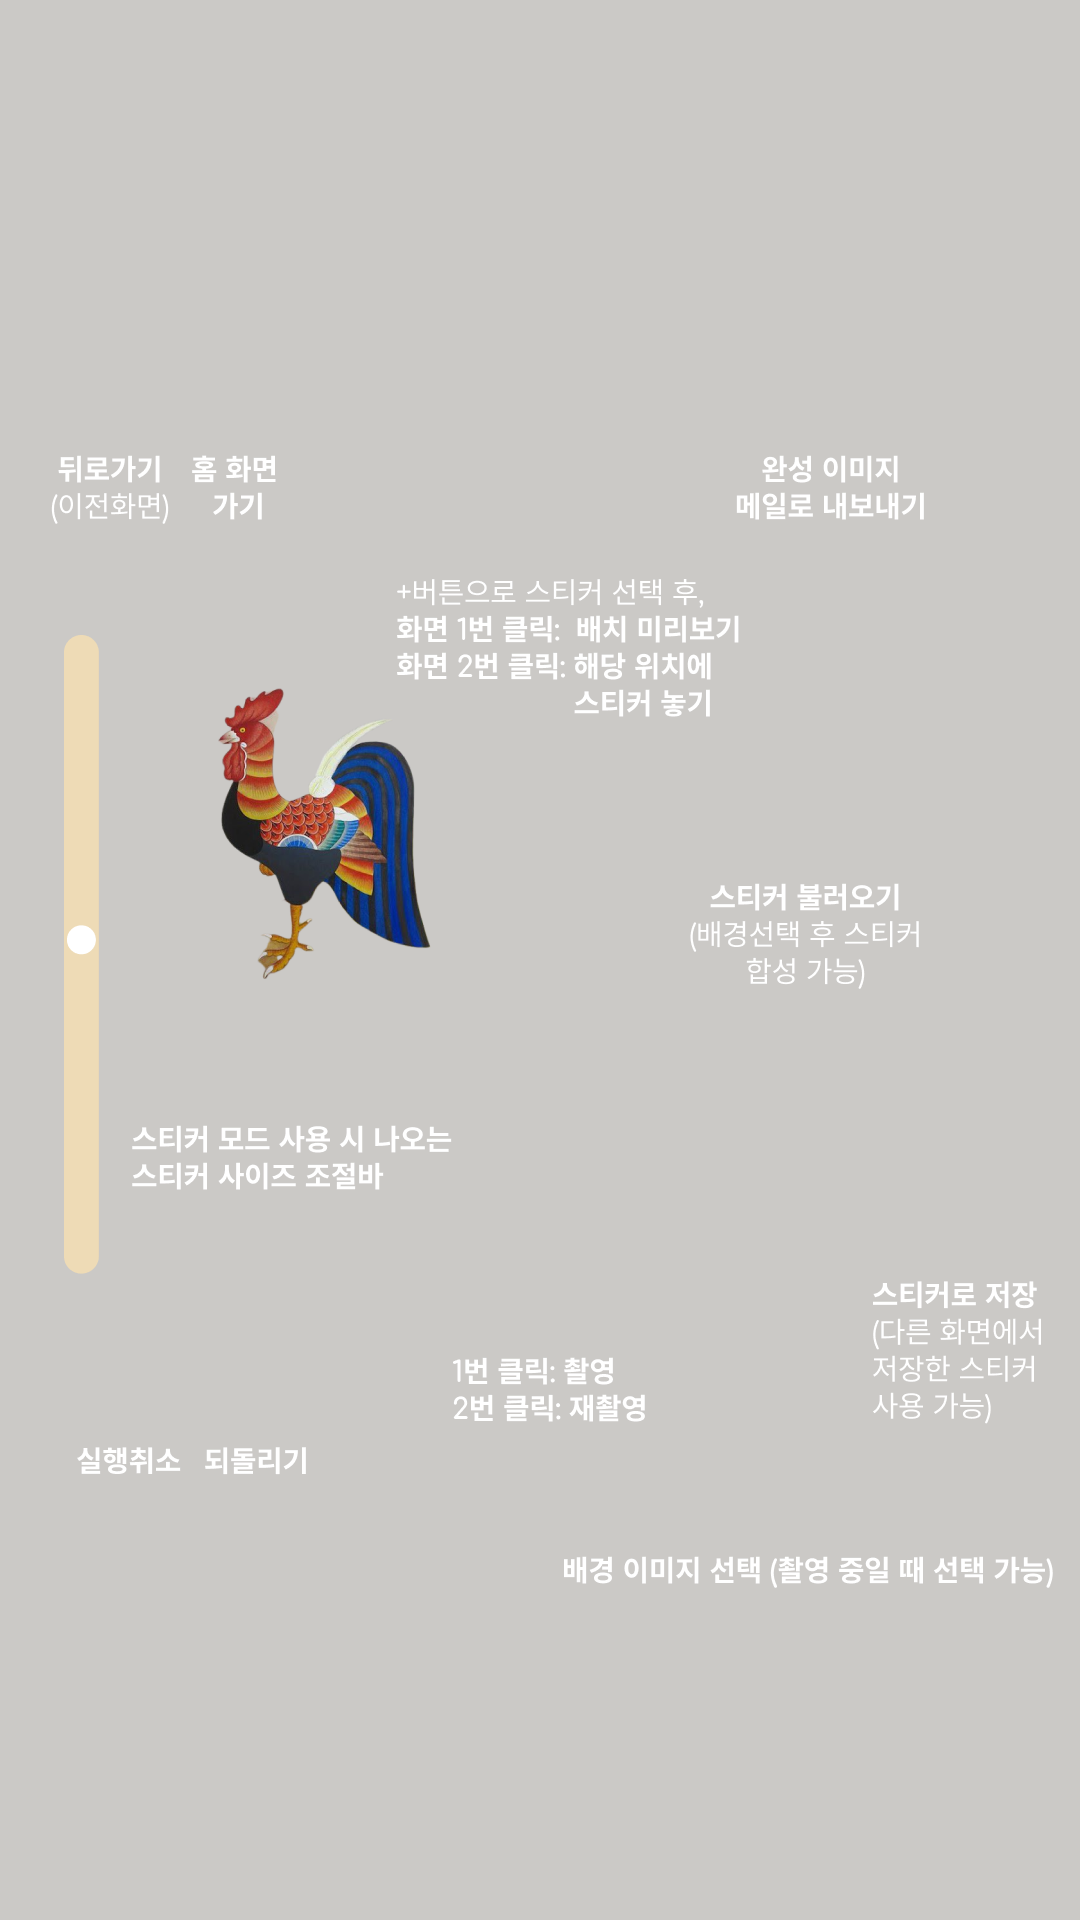 뒤로가기
(이전화면)
홈 화면
가기
완성 이미지
메일로 내보내기
+버튼으로 스티커 선택 후,
화면 1번 클릭: 배치 미리보기
화면 2번 클릭: 해당 위치에
스티커 놓기
스티커 불러오기
(배경선택 후 스티커
합성 가능)
스티커 모드 사용 시 나오는
스티커 사이즈 조절바
스티커로 저장
(다른 화면에서
저장한 스티커
사용 가능)
1번 클릭: 촬영
2번 클릭: 재촬영
실행취소 되돌리기
배경 이미지 선택 (촬영 중일 때 선택 가능)